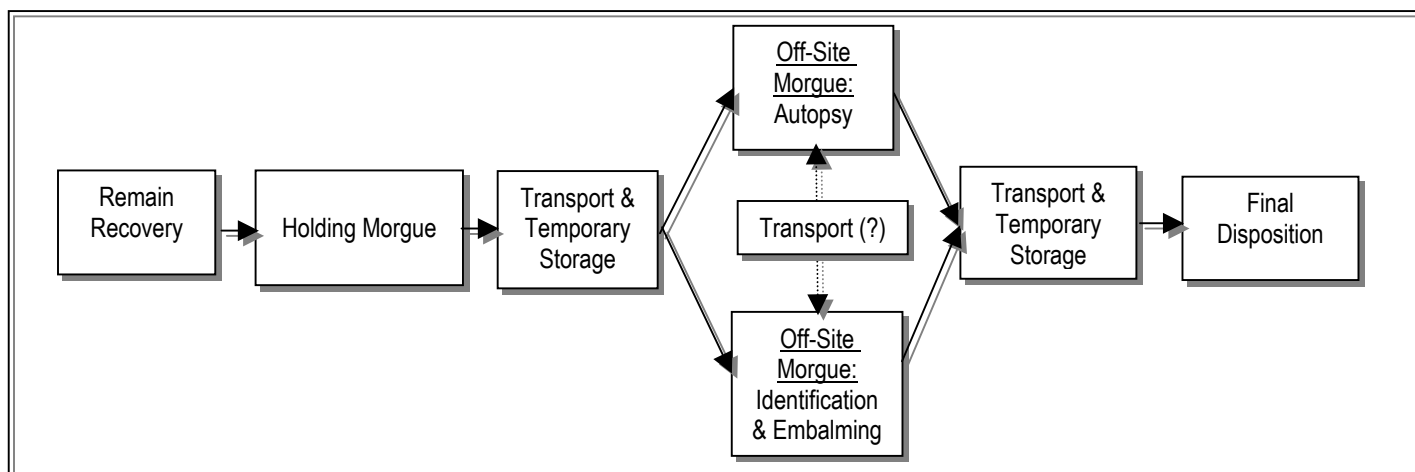 Remain
Recovery
Holding Morgue
Transport &
Temporary
Storage
Off-Site
Morgue:
Autopsy
Transport (?)
Off-Site
Morgue:
Identification
& Embalming
Transport &
Temporary
Storage
Final
Disposition